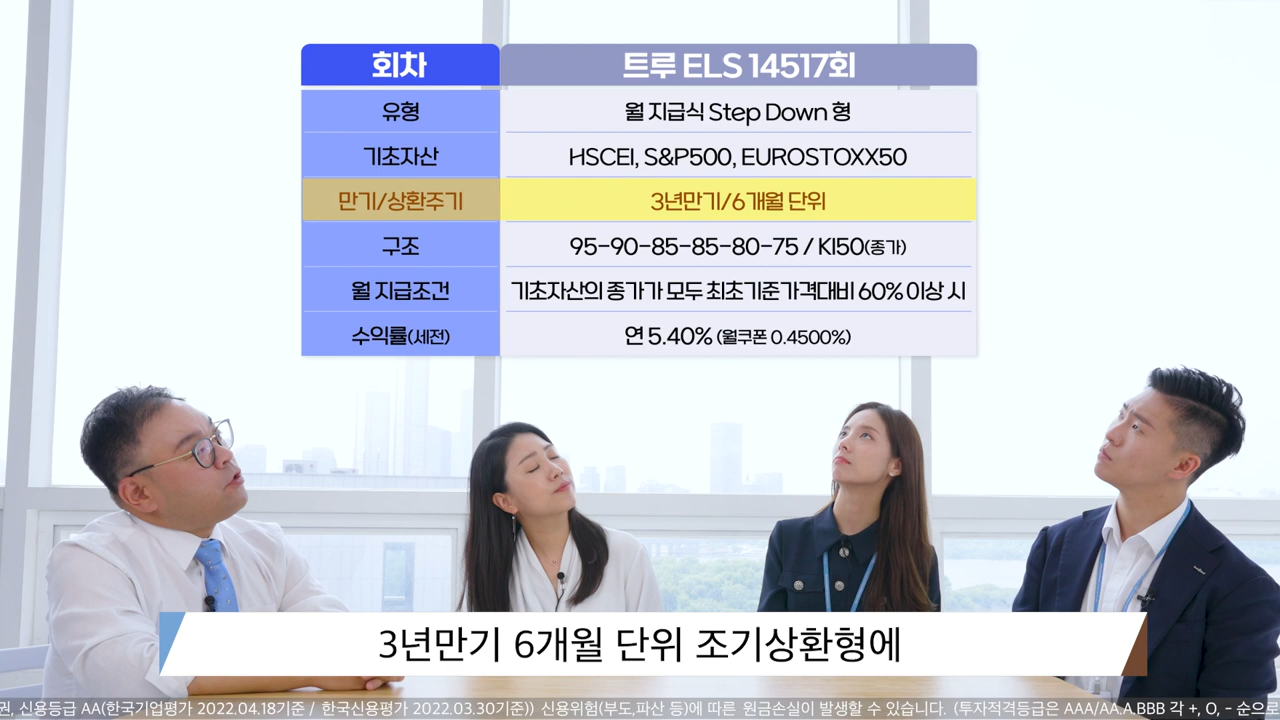 회차 트루 ELS 14517회
유형 월 지급식 Step Down 형
기초자산 HSCEI, S&P500, EUROSTOXX50
만기/상환주기 3년만기/6개월 단위
구조 95-90-85-85-80-75 / KI50(종가)
월 지급조건 기초자산의 종가가 모두 최초기준가격대비 60% 이상 시
수익률(세전) 연 5.40% (월쿠폰 0.4500%)
3년만기 6개월 단위 조기상환형에
권, 신용등급 AA(한국기업평가 2022.04.18기준 / 한국신용평가 2022.03.30기준)) 신용위험(부도,파산 등)에 따른 원금손실이 발생할 수 있습니다. (투자적격등급은 AAA/AA.A.BBB 각 +, O, - 순으로